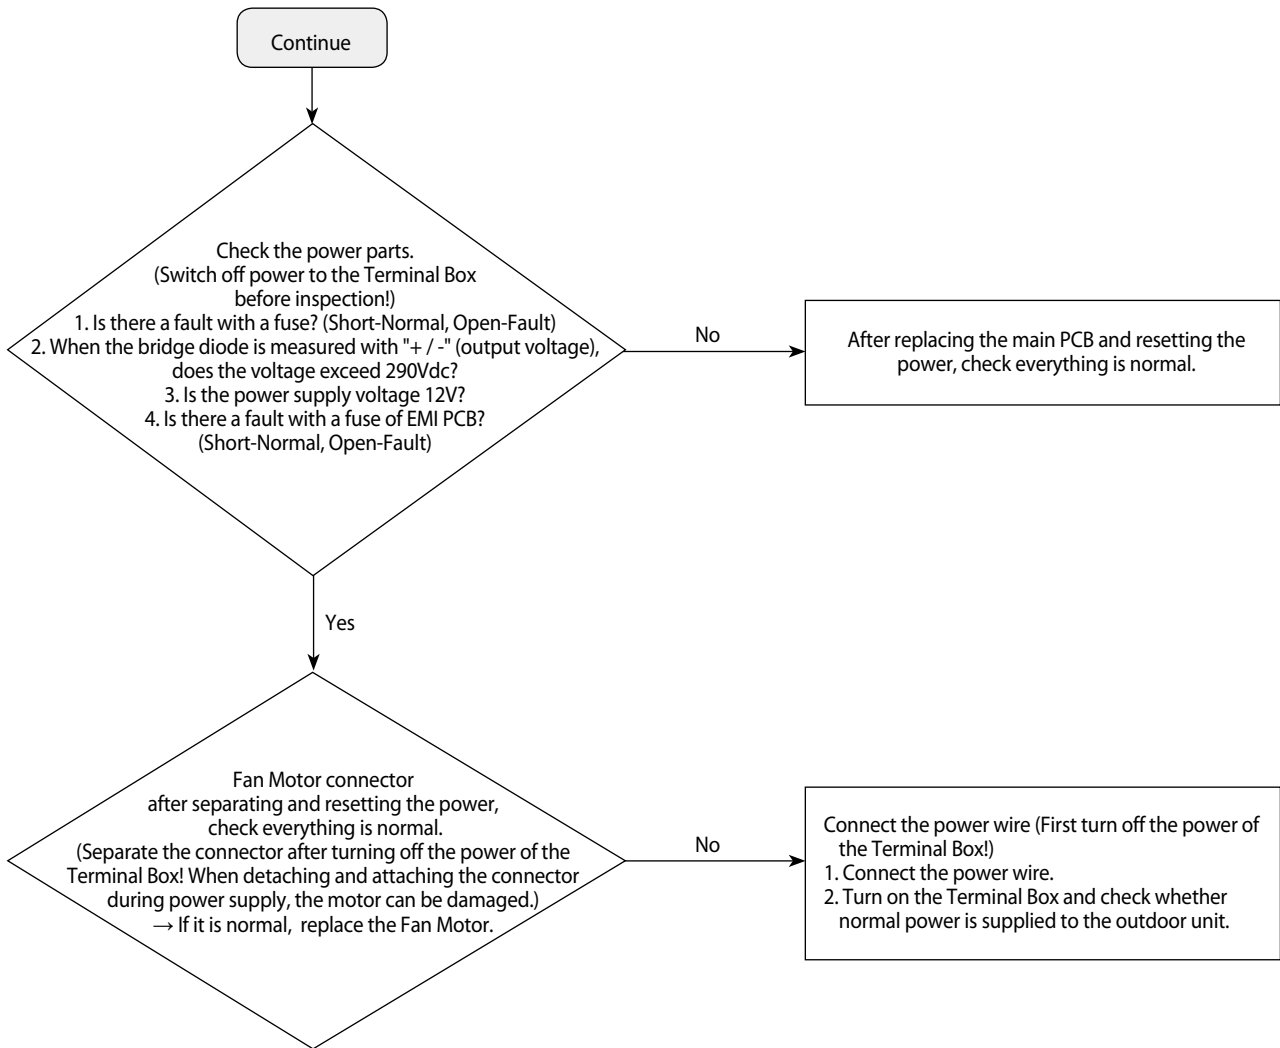 Continue
Check the power parts.
(Switch off power to the Terminal Box
before inspection!)
1. Is there a fault with a fuse? (Short-Normal, Open-Fault)
2. When the bridge diode is measured with "+ / -" (output voltage),
does the voltage exceed 290Vdc?
3. Is the power supply voltage 12V?
4. Is there a fault with a fuse of EMI PCB?
(Short-Normal, Open-Fault)
No
After replacing the main PCB and resetting the
power, check everything is normal.
Yes
Fan Motor connector
after separating and resetting the power,
check everything is normal.
(Separate the connector after turning off the power of the
Terminal Box! When detaching and attaching the connector
during power supply, the motor can be damaged.)
→ If it is normal, replace the Fan Motor.
No
Connect the power wire (First turn off the power of
the Terminal Box!)
1. Connect the power wire.
2. Turn on the Terminal Box and check whether
normal power is supplied to the outdoor unit.